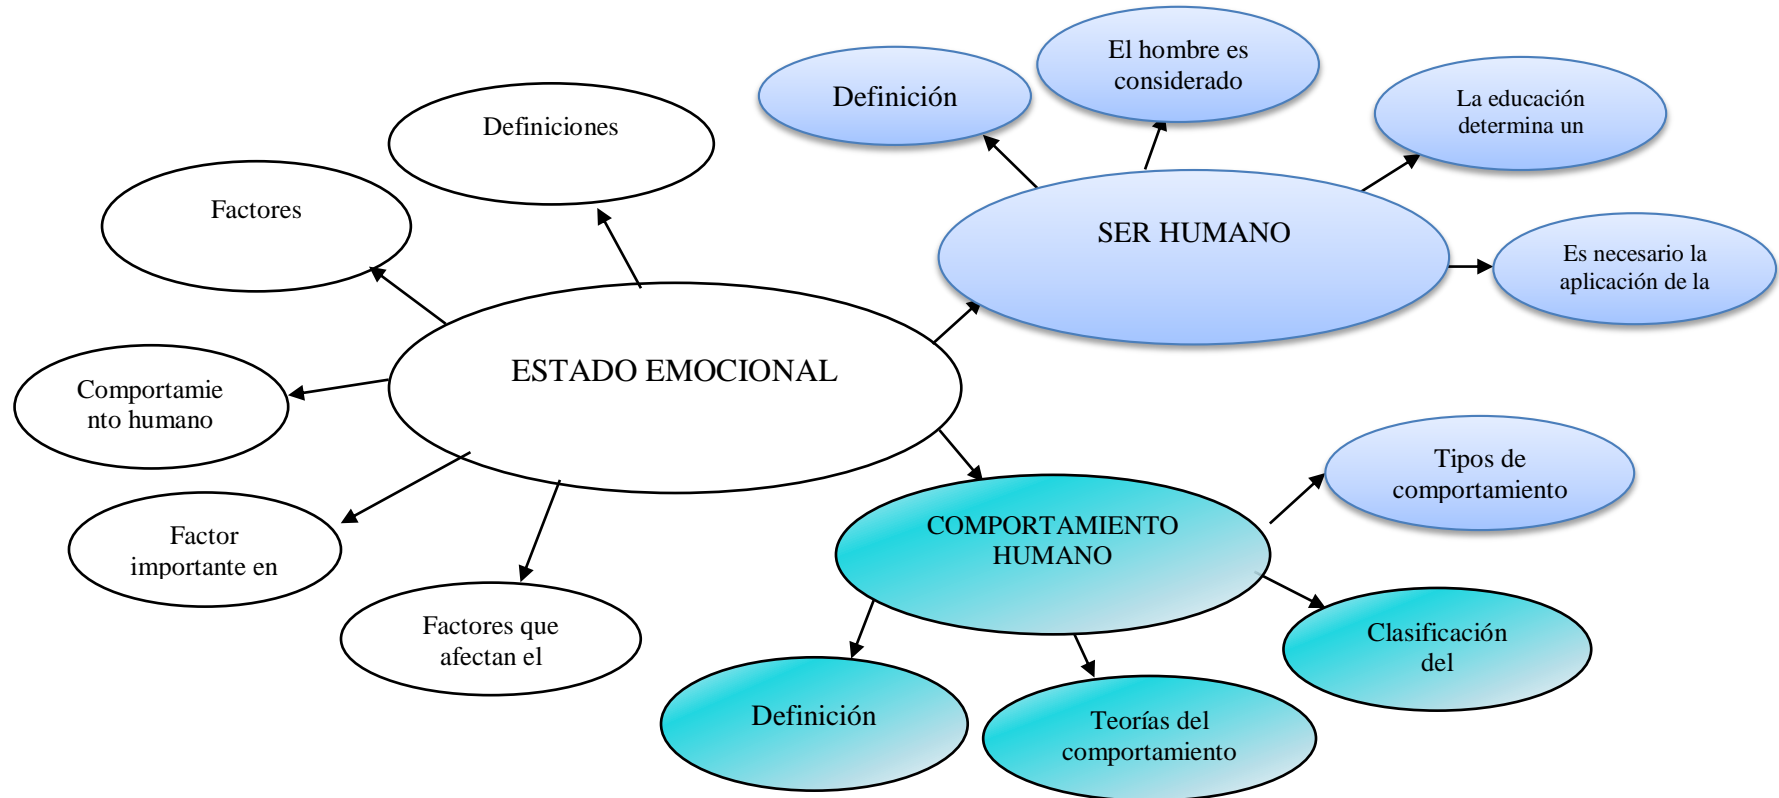 El hombre es
considerado
Definición
La educación
determina un
Definiciones
Factores
SER HUMANO
Es necesario la
aplicación de la
ESTADO EMOCIONAL
Comportamie
nto humano
Tipos de
comportamiento
COMPORTAMIENTO
HUMANO
Factor
importante en
Factores que
afectan el
Clasificación
del
Definición
Teorías del
comportamiento